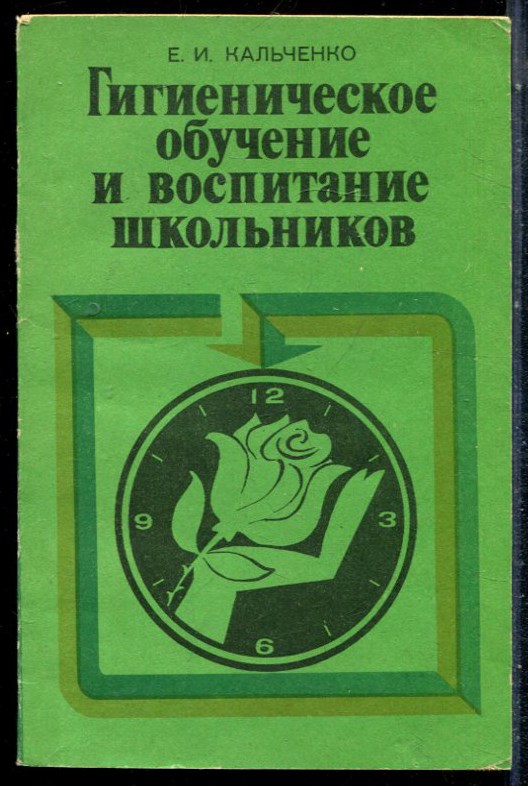 Е. И. КАЛЬЧЕНКО
Гигиеническое
обучение
и воспитание
школьников
12
9
3
6